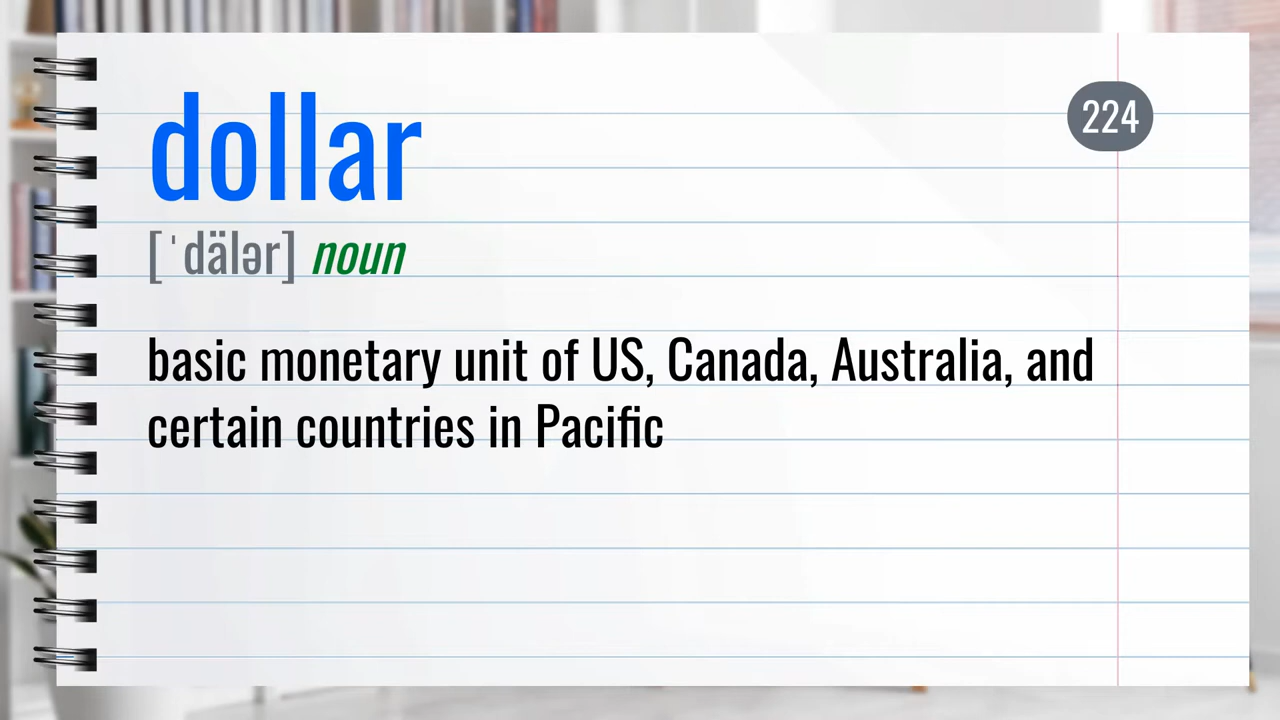 dollar
224
[ˈdälər] noun
basic monetary unit of US, Canada, Australia, and
certain countries in Pacific